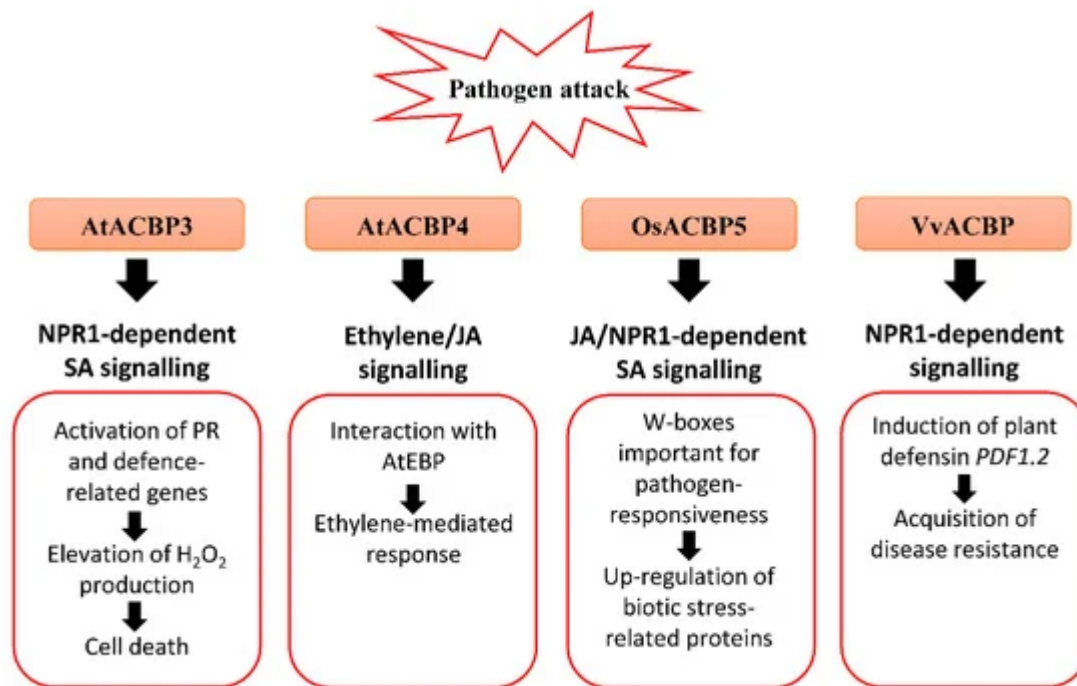 Pathogen attack
AtACBP3
NPR1-dependent
SA signalling
Activation of PR
and defence-
related genes
Elevation of H₂O₂
production
Cell death
AtACBP4
Ethylene/JA
signalling
Interaction with
AtEBP
Ethylene-mediated
response
OsACBP5
JA/NPR1-dependent
SA signalling
W-boxes
important for
pathogen-
responsiveness
Up-regulation of
biotic stress-
related proteins
VvACBP
NPR1-dependent
signalling
Induction of plant
defensin PDF1.2
Acquisition of
disease resistance